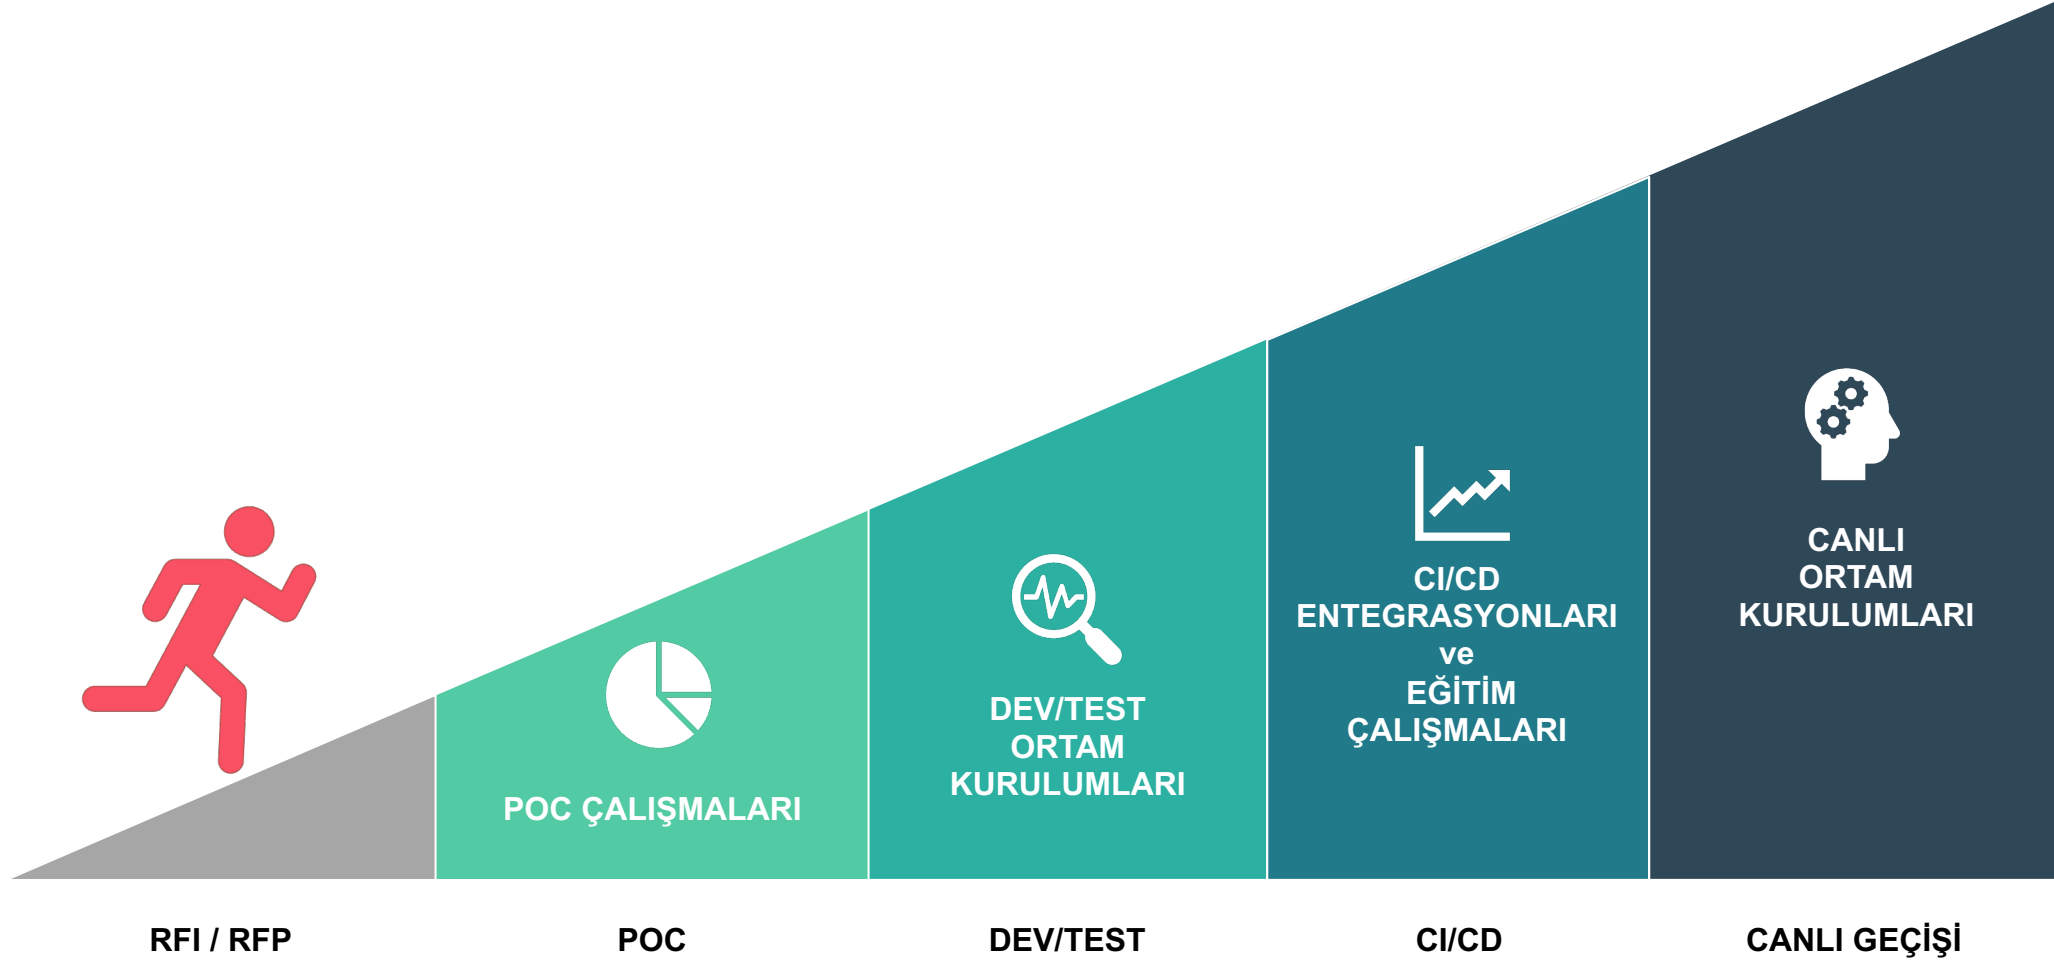 POC ÇALIŞMALARI
DEV/TEST
ORTAM
KURULUMLARI
CI/CD
ENTEGRASYONLARI
ve
EĞİTİM
ÇALIŞMALARI
CANLI
ORTAM
KURULUMLARI
RFI / RFP
POC
DEV/TEST
CI/CD
CANLI GEÇİŞİ